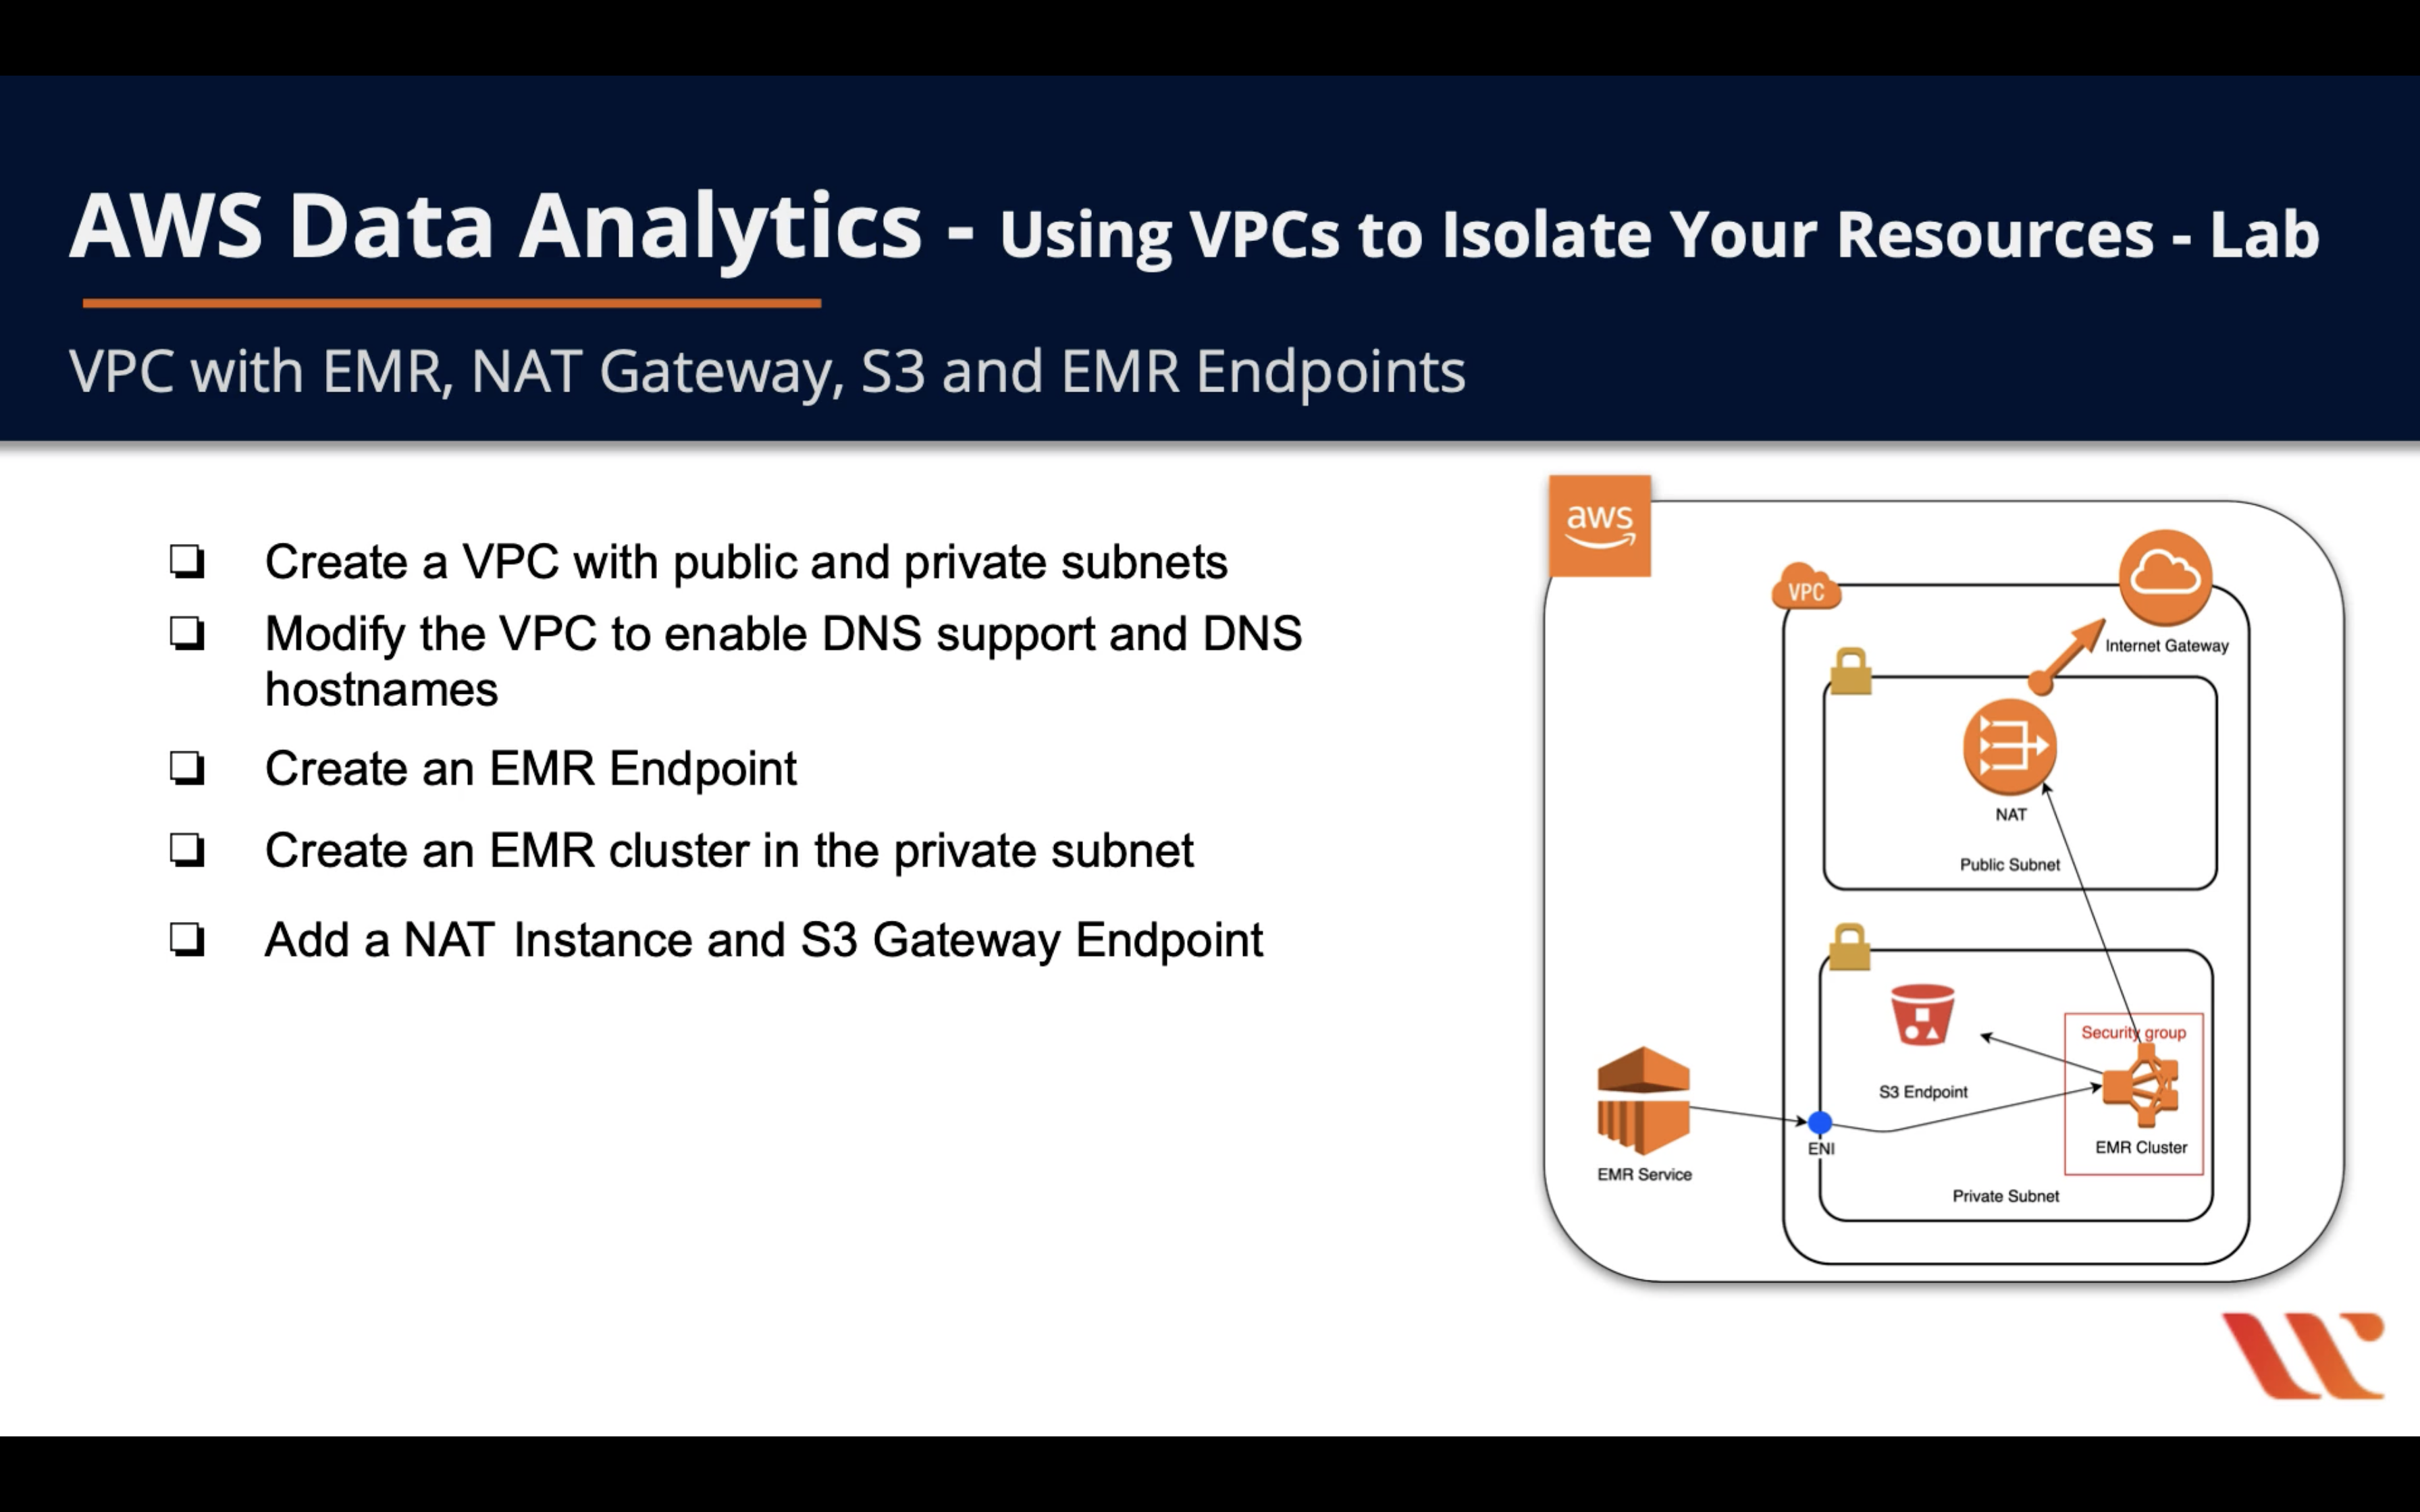 AWS Data Analytics - Using VPCs to Isolate Your Resources - Lab
VPC with EMR, NAT Gateway, S3 and EMR Endpoints
Create a VPC with public and private subnets
Modify the VPC to enable DNS support and DNS
hostnames
Create an EMR Endpoint
Create an EMR cluster in the private subnet
Add a NAT Instance and S3 Gateway Endpoint
aws
VPC
Internet Gateway
NAT
Public Subnet
Security group
S3 Endpoint
ENI
EMR Cluster
EMR Service
Private Subnet